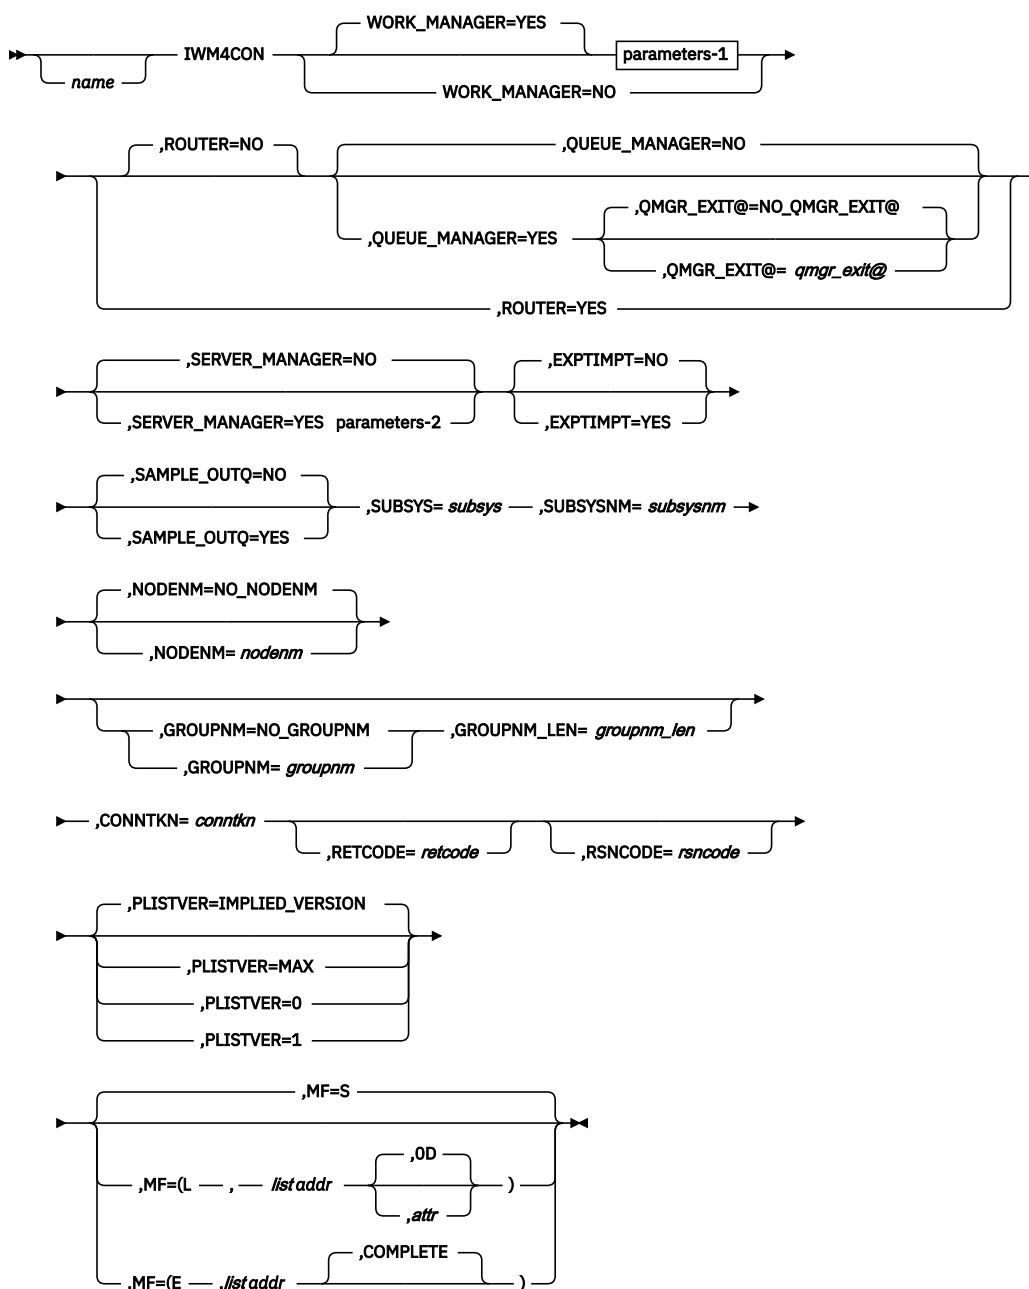 WORK_MANAGER=YES
name IWM4CON parameters-1
WORK_MANAGER=NO
,ROUTER=NO ,QUEUE_MANAGER=NO
,QMGR_EXIT@=NO_QMGR_EXIT@
,QUEUE_MANAGER=YES
,QMGR_EXIT@= qmgr_exit@
,ROUTER=YES
,SERVER_MANAGER=NO ,EXPTIMPT=NO
,SERVER_MANAGER=YES parameters-2 ,EXPTIMPT=YES
,SAMPLE_OUTQ=NO
,SUBSYS= subsys ,SUBSYSNM= subsysnm
,SAMPLE_OUTQ=YES
,NODENM=NO_NODENM
,NODENM= nodenm
,GROUPNM=NO_GROUPNM ,GROUPNM_LEN= groupnm_len
,GROUPNM= groupnm
,CONNTKN= conntkn
,RETCODE= retcode ,RSNCODE= rsncode
,PLISTVER=IMPLIED_VERSION
,PLISTVER=MAX
,PLISTVER=0
,PLISTVER=1
,MF=S
,0D
,MF=(L , list addr )
,attr
,COMPLETE
,MF=(E ,list addr )